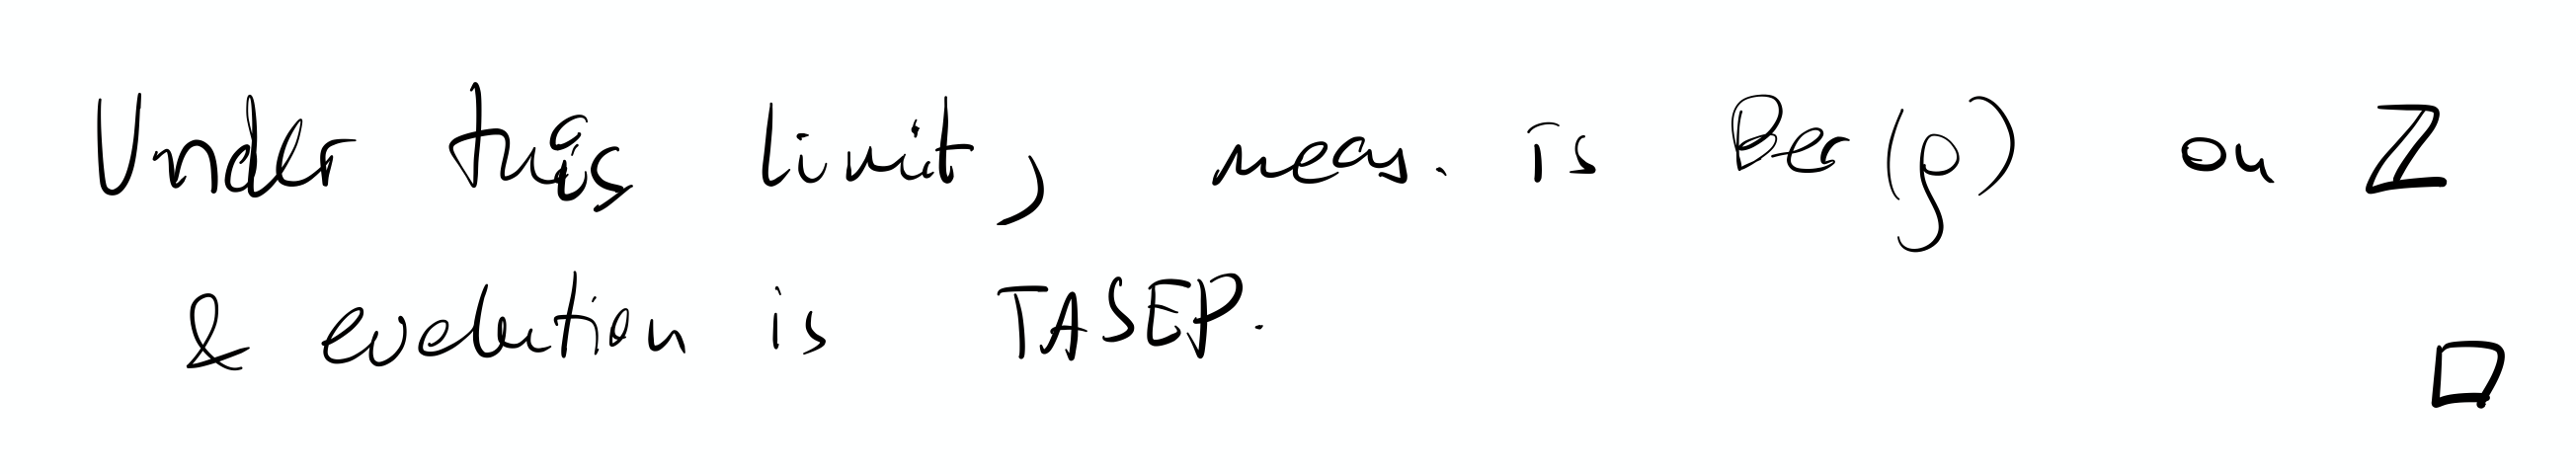 Under this limit, meas. is Ber(ρ) on ℤ
& evolution is TASEP.
□